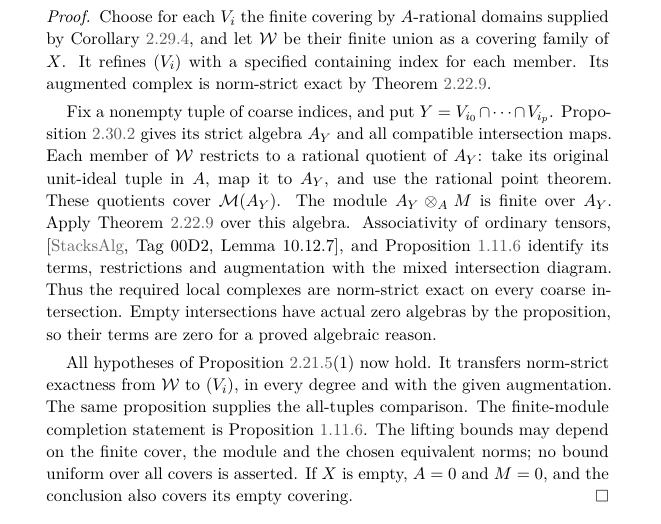 Proof. Choose for each V_i the finite covering by A-rational domains supplied
by Corollary 2.29.4, and let 𝒲 be their finite union as a covering family of
X. It refines (V_i) with a specified containing index for each member. Its
augmented complex is norm-strict exact by Theorem 2.22.9.
Fix a nonempty tuple of coarse indices, and put Y = V_{i_0} ∩ ⋯ ∩ V_{i_p}. Propo-
sition 2.30.2 gives its strict algebra A_Y and all compatible intersection maps.
Each member of 𝒲 restricts to a rational quotient of A_Y: take its original
unit-ideal tuple in A, map it to A_Y, and use the rational point theorem.
These quotients cover ℳ(A_Y). The module A_Y ⊗_A M is finite over A_Y.
Apply Theorem 2.22.9 over this algebra. Associativity of ordinary tensors,
[StacksAlg, Tag 00D2, Lemma 10.12.7], and Proposition 1.11.6 identify its
terms, restrictions and augmentation with the mixed intersection diagram.
Thus the required local complexes are norm-strict exact on every coarse in-
tersection. Empty intersections have actual zero algebras by the proposition,
so their terms are zero for a proved algebraic reason.
All hypotheses of Proposition 2.21.5(1) now hold. It transfers norm-strict
exactness from 𝒲 to (V_i), in every degree and with the given augmentation.
The same proposition supplies the all-tuples comparison. The finite-module
completion statement is Proposition 1.11.6. The lifting bounds may depend
on the finite cover, the module and the chosen equivalent norms; no bound
uniform over all covers is asserted. If X is empty, A = 0 and M = 0, and the
conclusion also covers its empty covering. □